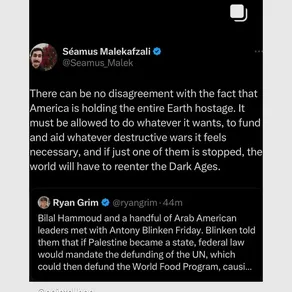 Séamus Malekafzali
@Seamus_Malek
There can be no disagreement with the fact that
America is holding the entire Earth hostage. It
must be allowed to do whatever it wants, to fund
and aid whatever destructive wars it feels
necessary, and if just one of them is stopped, the
world will have to reenter the Dark Ages.
Ryan Grim @ryangrim · 44m
Bilal Hammoud and a handful of Arab American
leaders met with Antony Blinken Friday. Blinken told
them that if Palestine became a state, federal law
would mandate the defunding of the UN, which
could then defund the World Food Program, causi...